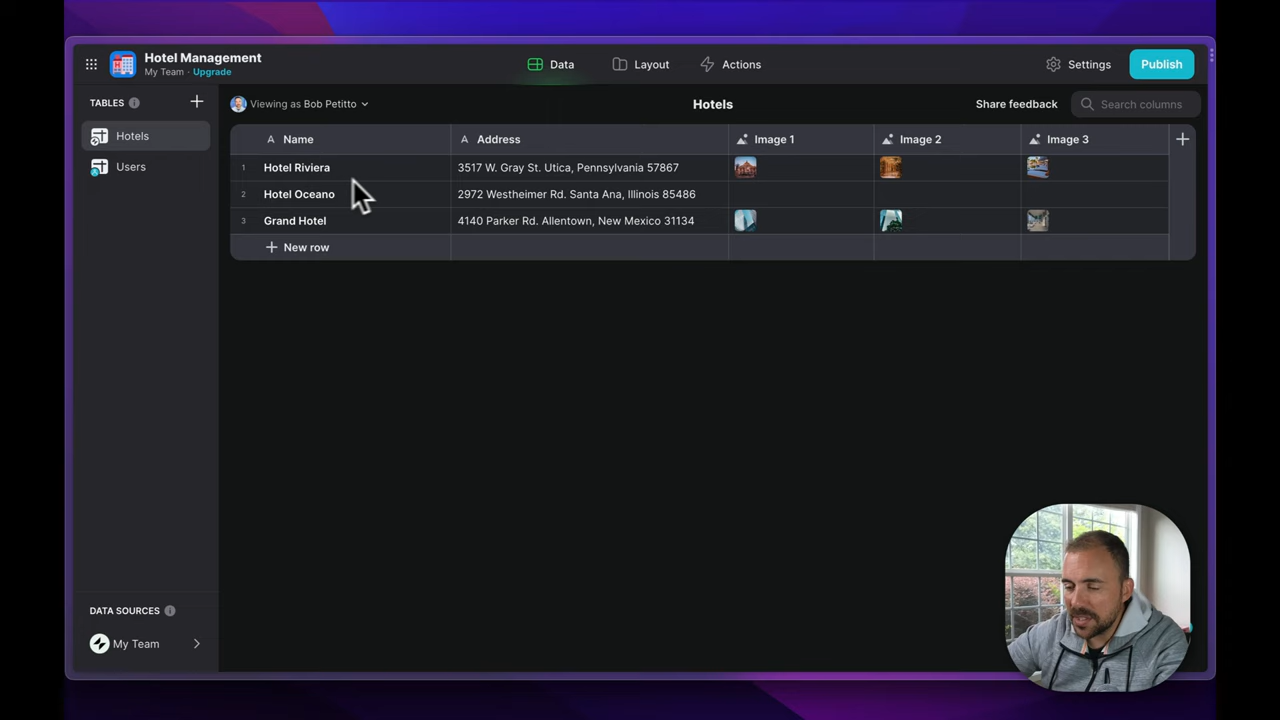 Hotel Management
My Team - Upgrade
Data
Layout
Actions
Settings
Publish
TABLES
Hotels
Users
Viewing as Bob Petitto
Hotels
Share feedback
Search columns
Name
Address
Image 1
Image 2
Image 3
1 Hotel Riviera 3517 W. Gray St. Utica, Pennsylvania 57867
2 Hotel Oceano 2972 Westheimer Rd. Santa Ana, Illinois 85486
3 Grand Hotel 4140 Parker Rd. Allentown, New Mexico 31134
New row
DATA SOURCES
My Team